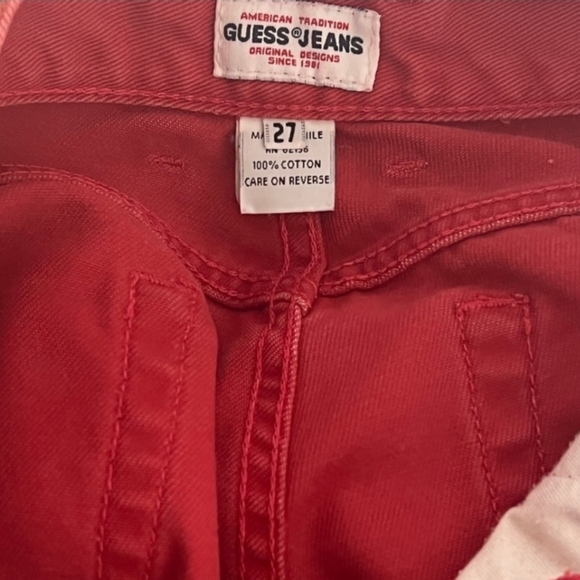 AMERICAN TRADITION
GUESS® JEANS
ORIGINAL DESIGNS
SINCE 1981
27
100% COTTON
CARE ON REVERSE